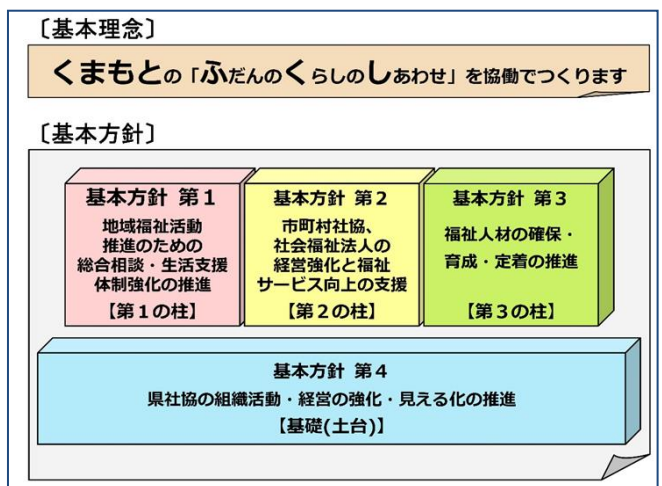 〔基本理念〕
くまもとの「ふだんのくらしのしあわせ」を協働でつくります
〔基本方針〕
基本方針 第1
地域福祉活動
推進のための
総合相談・生活支援
体制強化の推進
【第1の柱】
基本方針 第2
市町村社協、
社会福祉法人の
経営強化と福祉
サービス向上の支援
【第2の柱】
基本方針 第3
福祉人材の確保・
育成・定着の推進
【第3の柱】
基本方針 第4
県社協の組織活動・経営の強化・見える化の推進
【基礎(土台)】